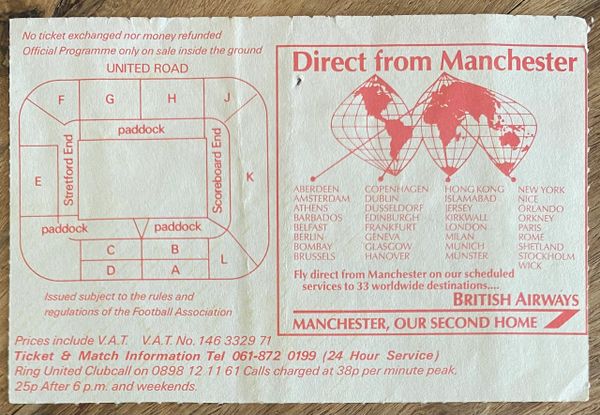 No ticket exchanged nor money refunded
Official Programme only on sale inside the ground
UNITED ROAD
F
G
H
J
paddock
Stretford End
Scoreboard End
E
K
paddock
paddock
C
B
D
A
L
Issued subject to the rules and
regulations of the Football Association
Direct from Manchester
ABERDEEN
AMSTERDAM
ATHENS
BARBADOS
BELFAST
BERLIN
BOMBAY
BRUSSELS
COPENHAGEN
DUBLIN
DUSSELDORF
EDINBURGH
FRANKFURT
GENEVA
GLASGOW
HANOVER
HONG KONG
ISLAMABAD
JERSEY
KIRKWALL
LONDON
MILAN
MUNICH
MUNSTER
NEW YORK
NICE
ORLANDO
ORKNEY
PARIS
ROME
SHETLAND
STOCKHOLM
WICK
Fly direct from Manchester on our scheduled
services to 33 worldwide destinations....
BRITISH AIRWAYS
MANCHESTER, OUR SECOND HOME
Prices include V.A.T. V.A.T. No. 146 3329 71
Ticket & Match Information Tel 061-872 0199 (24 Hour Service)
Ring United Clubcall on 0898 12 11 61 Calls charged at 38p per minute peak,
25p After 6 p.m. and weekends.